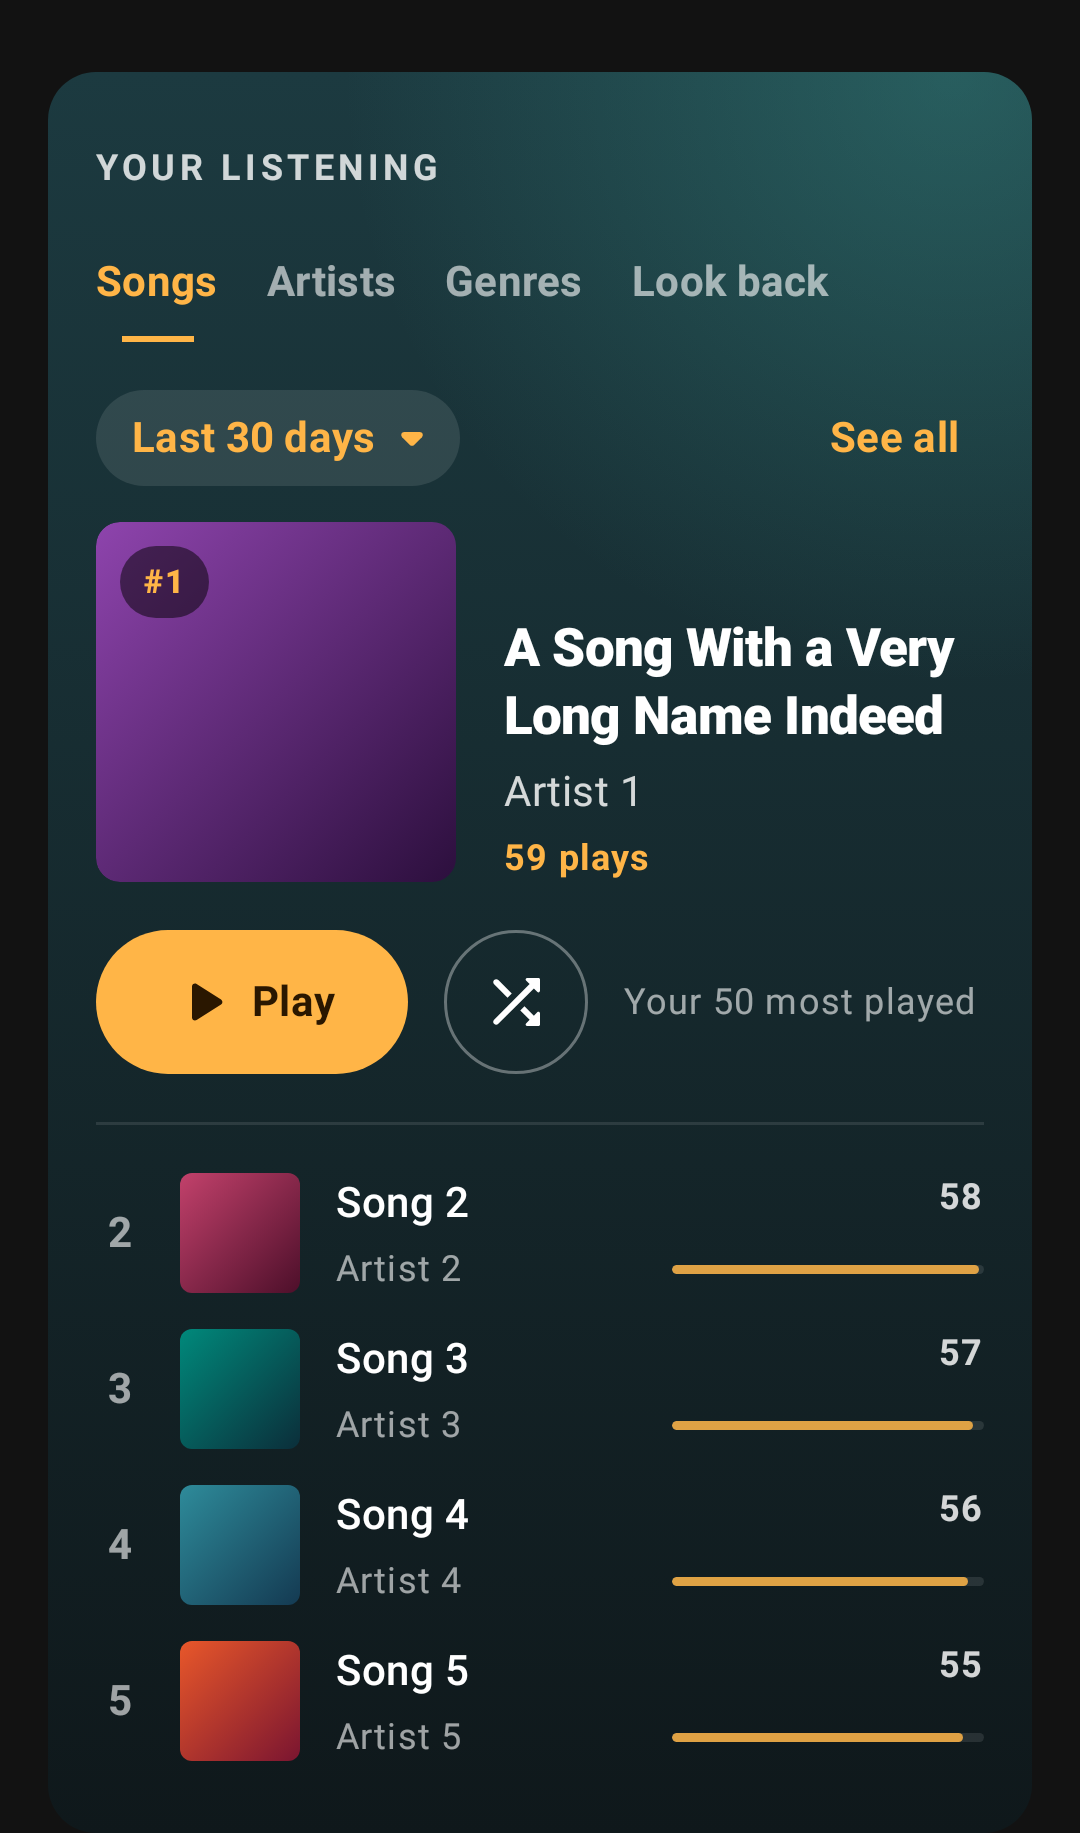 YOUR LISTENING
Songs Artists Genres Look back
Last 30 days See all
#1
A Song With a Very
Long Name Indeed
Artist 1
59 plays
Play Your 50 most played
2 Song 2 58
Artist 2
3 Song 3 57
Artist 3
4 Song 4 56
Artist 4
5 Song 5 55
Artist 5